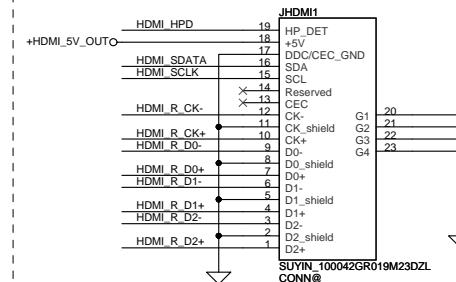 JHDMI1
HDMI_HPD 19 HP_DET
+HDMI_5V_OUT 18 +5V
17 DDC/CEC_GND
HDMI_SDATA 16 SDA
HDMI_SCLK 15 SCL
14 Reserved
13 CEC
HDMI_R_CK- 12 CK- G1 20
11 CK_shield G2 21
HDMI_R_CK+ 10 CK+ G3 22
HDMI_R_D0- 9 D0- G4 23
8 D0_shield
HDMI_R_D0+ 7 D0+
HDMI_R_D1- 6 D1-
5 D1_shield
HDMI_R_D1+ 4 D1+
HDMI_R_D2- 3 D2-
2 D2_shield
HDMI_R_D2+ 1 D2+
SUYIN_100042GR019M23DZL
CONN@